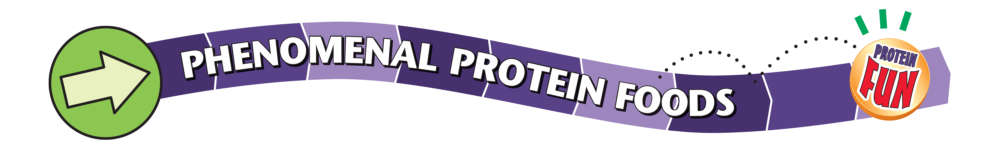 PHENOMENAL PROTEIN FOODS
PROTEIN
FUN